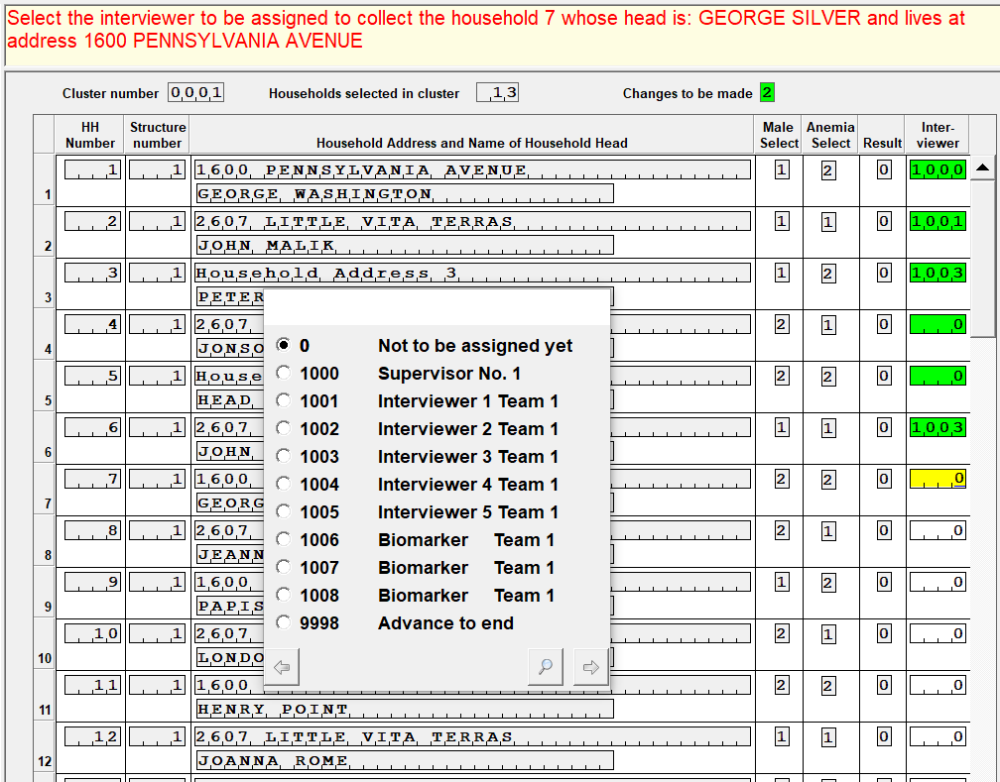 Select the interviewer to be assigned to collect the household 7 whose head is: GEORGE SILVER and lives at
address 1600 PENNSYLVANIA AVENUE
Cluster number 0001 Households selected in cluster 13 Changes to be made 2
HH Number Structure number Household Address and Name of Household Head Male Select Anemia Select Result Inter-viewer
1 1 1 1600 PENNSYLVANIA AVENUE 1 2 0 1000
GEORGE WASHINGTON
2 2 1 2607 LITTLE VITA TERRAS 1 1 0 1001
JOHN MALIK
3 3 1 Household Address 3 1 2 0 1003
PETER
4 4 1 2607 2 1 0 0
JONSO
5 5 1 House 2 2 0 0
HEAD
6 6 1 2607 1 1 0 1003
JOHN
7 7 1 1600 2 2 0 0
GEORG
8 8 1 2607 2 1 0 0
JEANN
9 9 1 1600 1 2 0 0
PAPIS
10 10 1 2607 2 1 0 0
LONDO
11 11 1 1600 2 2 0 0
HENRY POINT
12 12 1 2607 LITTLE VITA TERRAS 1 1 0 0
JOANNA ROME
0 Not to be assigned yet
1000 Supervisor No. 1
1001 Interviewer 1 Team 1
1002 Interviewer 2 Team 1
1003 Interviewer 3 Team 1
1004 Interviewer 4 Team 1
1005 Interviewer 5 Team 1
1006 Biomarker Team 1
1007 Biomarker Team 1
1008 Biomarker Team 1
9998 Advance to end